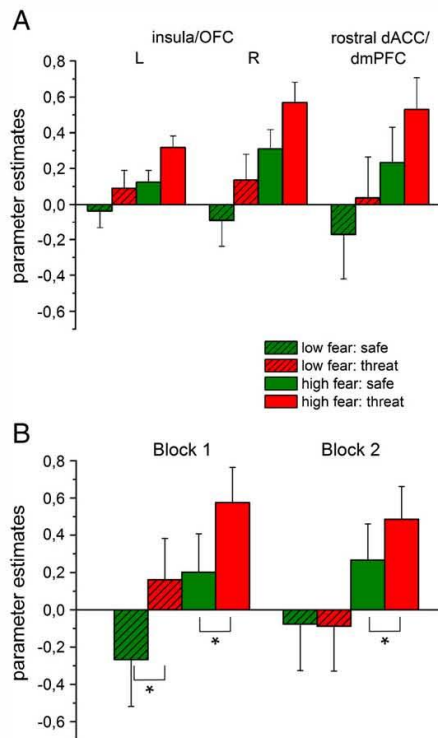 A
insula/OFC
rostral dACC/
dmPFC
L
R
parameter estimates
0,8
0,6
0,4
0,2
0,0
-0,2
-0,4
-0,6
low fear: safe
low fear: threat
high fear: safe
high fear: threat
B
Block 1
Block 2
parameter estimates
0,8
0,6
0,4
0,2
0,0
-0,2
-0,4
-0,6
*
*
*